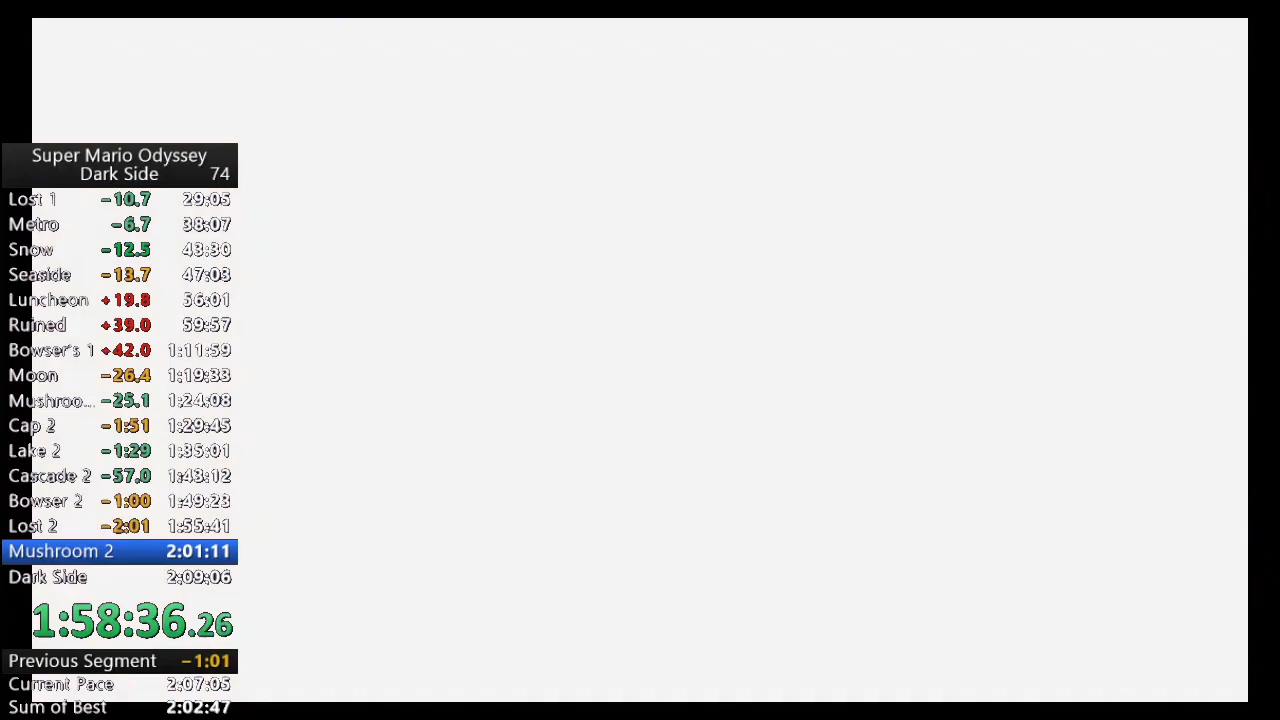 Super Mario Odyssey
Dark Side 74
Lost 1 −10.7 29:05
Metro −6.7 38:07
Snow −12.5 43:30
Seaside −13.7 47:03
Luncheon +19.8 56:01
Ruined +39.0 59:57
Bowser's 1 +42.0 1:11:59
Moon −26.4 1:19:33
Mushroo... −25.1 1:24:08
Cap 2 −1:51 1:29:45
Lake 2 −1:29 1:35:01
Cascade 2 −57.0 1:43:12
Bowser 2 −1:00 1:49:23
Lost 2 −2:01 1:55:41
Mushroom 2 2:01:11
Dark Side 2:09:06
1:58:36.26
Previous Segment −1:01
Current Pace 2:07:05
Sum of Best 2:02:47